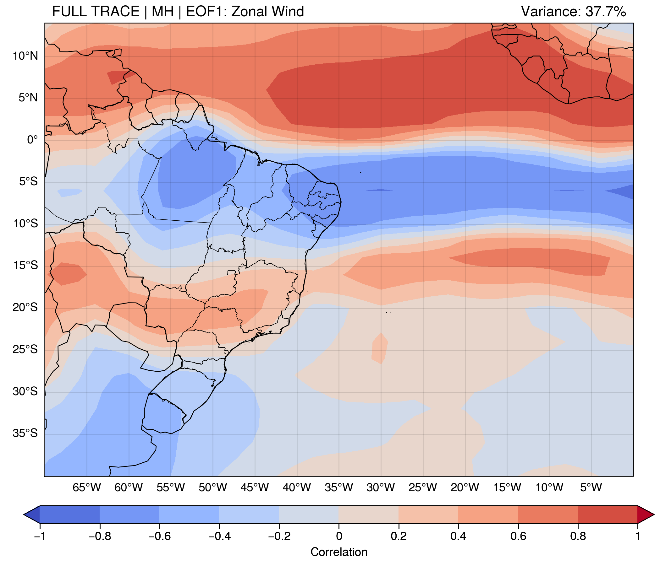 FULL TRACE | MH | EOF1: Zonal Wind Variance: 37.7%
10°N
5°N
0°
5°S
10°S
15°S
20°S
25°S
30°S
35°S
65°W 60°W 55°W 50°W 45°W 40°W 35°W 30°W 25°W 20°W 15°W 10°W 5°W
−1 −0.8 −0.6 −0.4 −0.2 0 0.2 0.4 0.6 0.8 1
Correlation